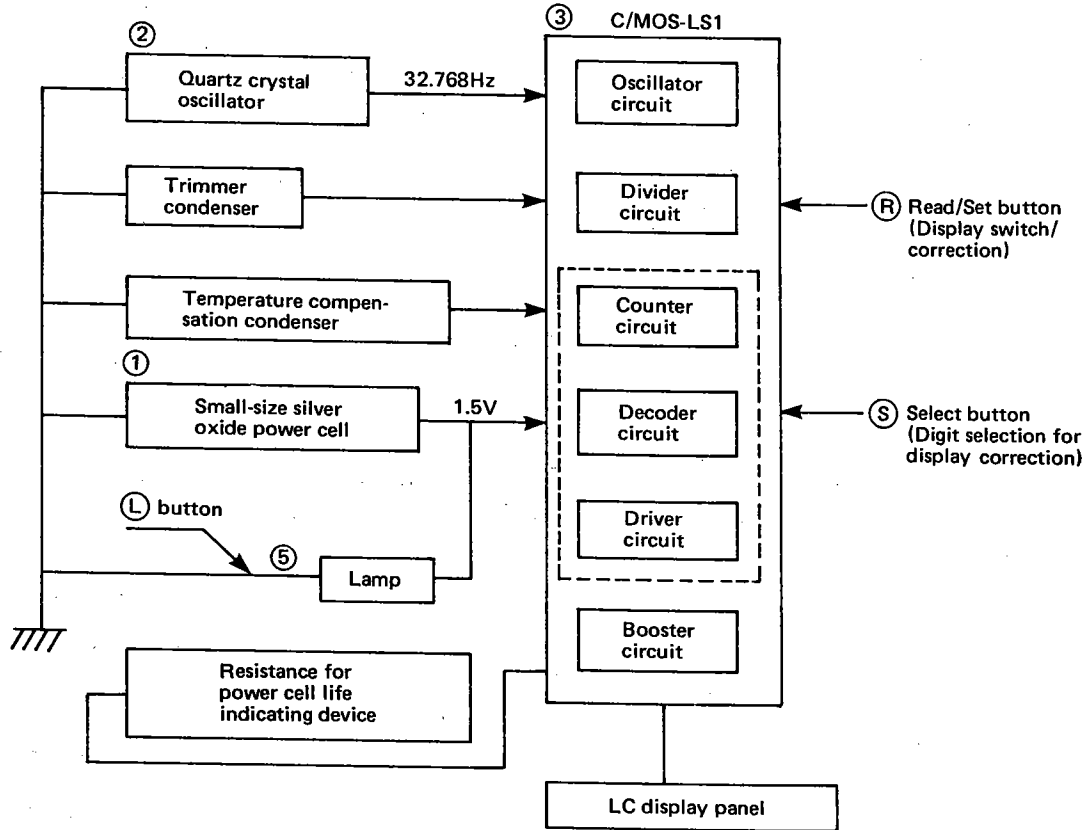 ③ C/MOS-LS1
②
Quartz crystal
oscillator
32.768Hz
Oscillator
circuit
Trimmer
condenser
Divider
circuit
Ⓡ Read/Set button
(Display switch/
correction)
Temperature compen-
sation condenser
Counter
circuit
①
Small-size silver
oxide power cell
1.5V
Decoder
circuit
Ⓢ Select button
(Digit selection for
display correction)
Ⓛ button
⑤
Lamp
Driver
circuit
Resistance for
power cell life
indicating device
Booster
circuit
LC display panel